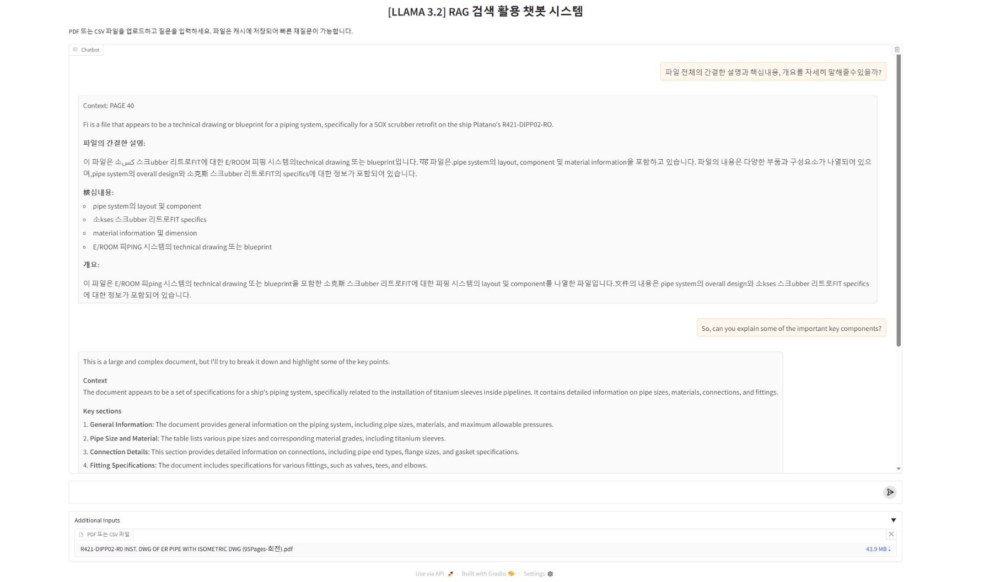 [LLAMA 3.2] RAG 검색 활용 챗봇 시스템
PDF 또는 CSV 파일을 업로드하고 질문을 입력하세요. 파일은 캐시에 저장되어 빠른 재질문이 가능합니다.
Chatbot
파일 전체의 간결한 설명과 핵심내용, 개요를 자세히 말해줄수있을까?
Context: PAGE 40
Fi is a file that appears to be a technical drawing or blueprint for a piping system, specifically for a SOX scrubber retrofit on the ship Platano's R421-DIPP02-RO.
파일의 간결한 설명:
이 파일은 소کس 스크ubber 리트로FIT에 대한 E/ROOM 피핑 시스템의technical drawing 또는 blueprint입니다. यह 파일은.pipe system의 layout, component 및 material information을 포함하고 있습니다. 파일의 내용은 다양한 부품과 구성요소가 나열되어 있으
며,pipe system의 overall design와 소克斯 스크ubber 리트로FIT의 specifics에 대한 정보가 포함되어 있습니다.
核심내용:
pipe system의 layout 및 component
소kses 스크ubber 리트로FIT specifics
material information 및 dimension
E/ROOM 피PING 시스템의 technical drawing 또는 blueprint
개요:
이 파일은 E/ROOM 피ping 시스템의 technical drawing 또는 blueprint을 포함한 소克斯 스크ubber 리트로FIT에 대한 피핑 시스템의 layout 및 component를 나열한 파일입니다.文件의 내용은 pipe system의 overall design와 소kses 스크ubber 리트로FIT specifics
에 대한 정보가 포함되어 있습니다.
So, can you explain some of the important key components?
This is a large and complex document, but I'll try to break it down and highlight some of the key points.
Context
The document appears to be a set of specifications for a ship's piping system, specifically related to the installation of titanium sleeves inside pipelines. It contains detailed information on pipe sizes, materials, connections, and fittings.
Key sections
1. General Information: The document provides general information on the piping system, including pipe sizes, materials, and maximum allowable pressures.
2. Pipe Size and Material: The table lists various pipe sizes and corresponding material grades, including titanium sleeves.
3. Connection Details: This section provides detailed information on connections, including pipe end types, flange sizes, and gasket specifications.
4. Fitting Specifications: The document includes specifications for various fittings, such as valves, tees, and elbows.
Additional Inputs
PDF 또는 CSV 파일
R421-DIPP02-R0 INST. DWG OF ER PIPE WITH ISOMETRIC DWG (95Pages-회전).pdf
43.9 MB ⇣
Use via API · Built with Gradio · Settings